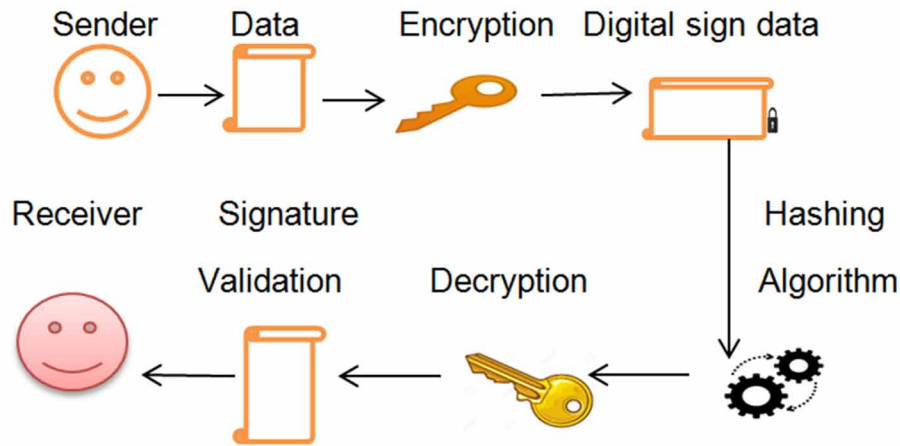 Sender
Data
Encryption
Digital sign data
Receiver
Signature
Validation
Decryption
Hashing
Algorithm